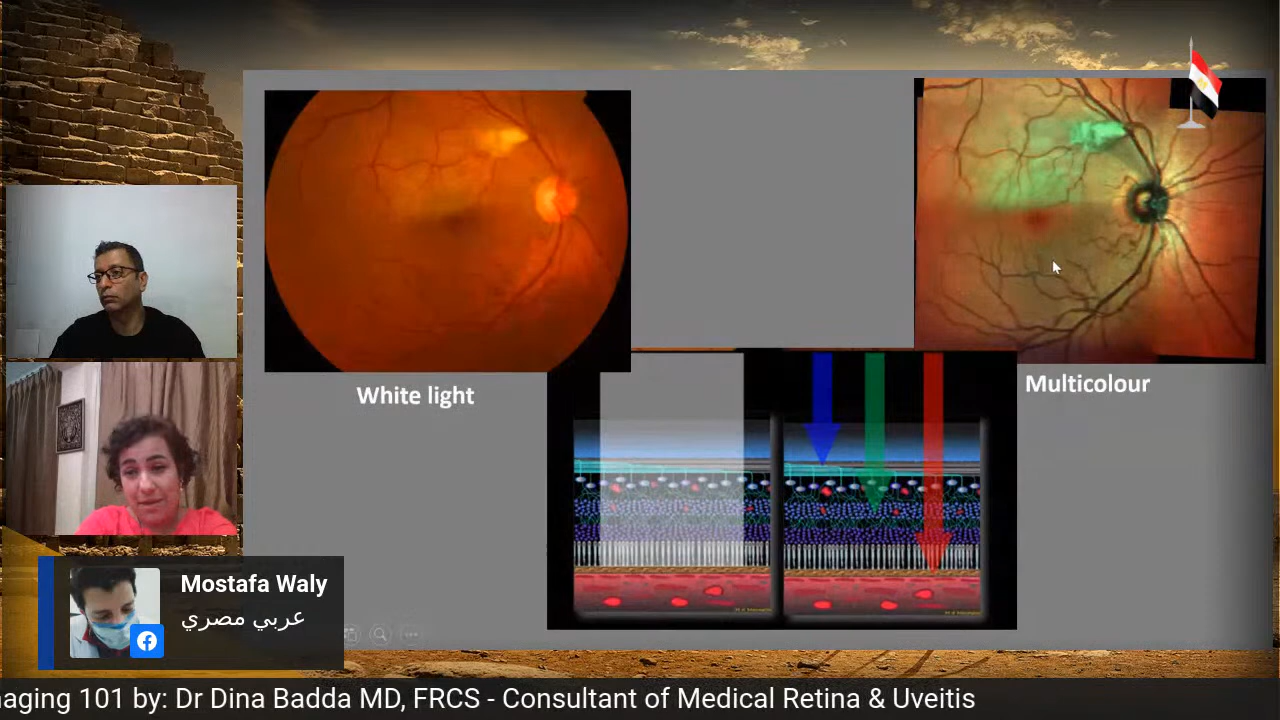 White light
Multicolour
Mostafa Waly
عربي مصري
naging 101 by: Dr Dina Badda MD, FRCS - Consultant of Medical Retina & Uveitis